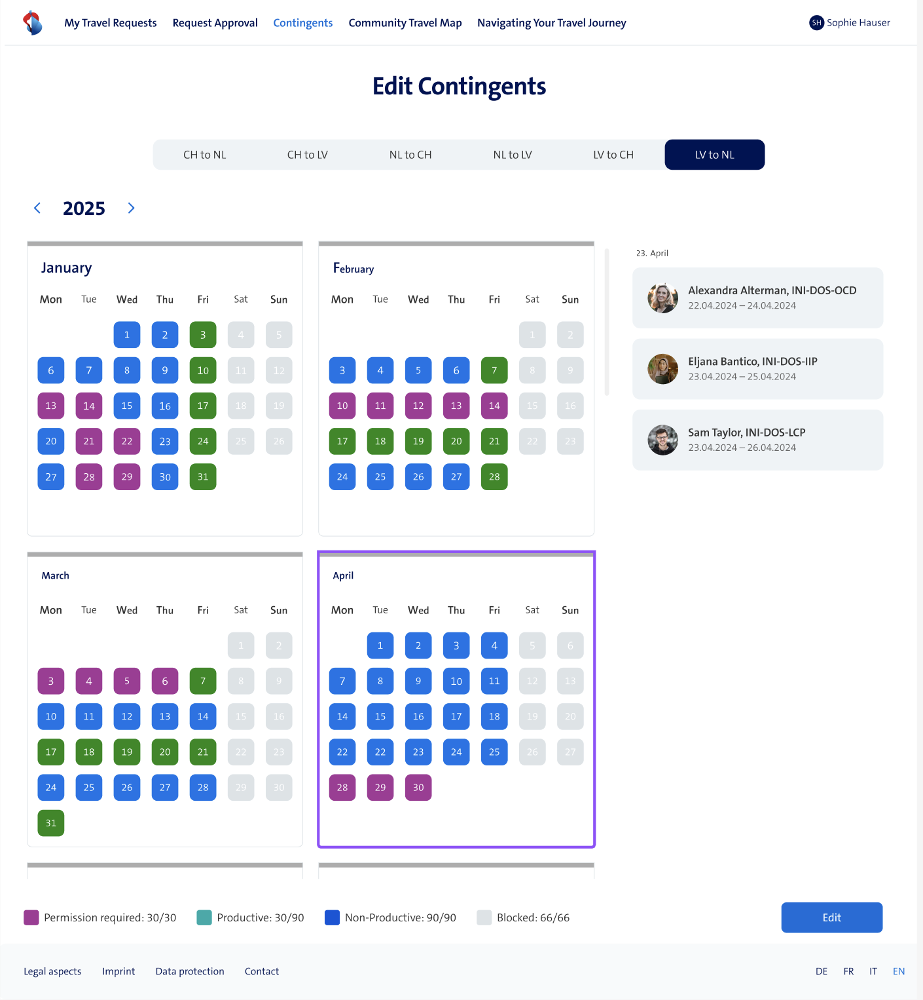 My Travel Requests Request Approval Contingents Community Travel Map Navigating Your Travel Journey SH Sophie Hauser
Edit Contingents
CH to NL CH to LV NL to CH NL to LV LV to CH LV to NL
2025
January
Mon Tue Wed Thu Fri Sat Sun
1 2 3 4 5
6 7 8 9 10 11 12
13 14 15 16 17 18 19
20 21 22 23 24 25 26
27 28 29 30 31
February
Mon Tue Wed Thu Fri Sat Sun
1 2
3 4 5 6 7 8 9
10 11 12 13 14 15 16
17 18 19 20 21 22 23
24 25 26 27 28
23. April
Alexandra Alterman, INI-DOS-OCD
22.04.2024 – 24.04.2024
Eljana Bantico, INI-DOS-IIP
23.04.2024 – 25.04.2024
Sam Taylor, INI-DOS-LCP
23.04.2024 – 26.04.2024
March
Mon Tue Wed Thu Fri Sat Sun
1 2
3 4 5 6 7 8 9
10 11 12 13 14 15 16
17 18 19 20 21 22 23
24 25 26 27 28 29 30
31
April
Mon Tue Wed Thu Fri Sat Sun
1 2 3 4 5 6
7 8 9 10 11 12 13
14 15 16 17 18 19 20
22 22 23 24 25 26 27
28 29 30
Permission required: 30/30 Productive: 30/90 Non-Productive: 90/90 Blocked: 66/66 Edit
Legal aspects Imprint Data protection Contact DE FR IT EN